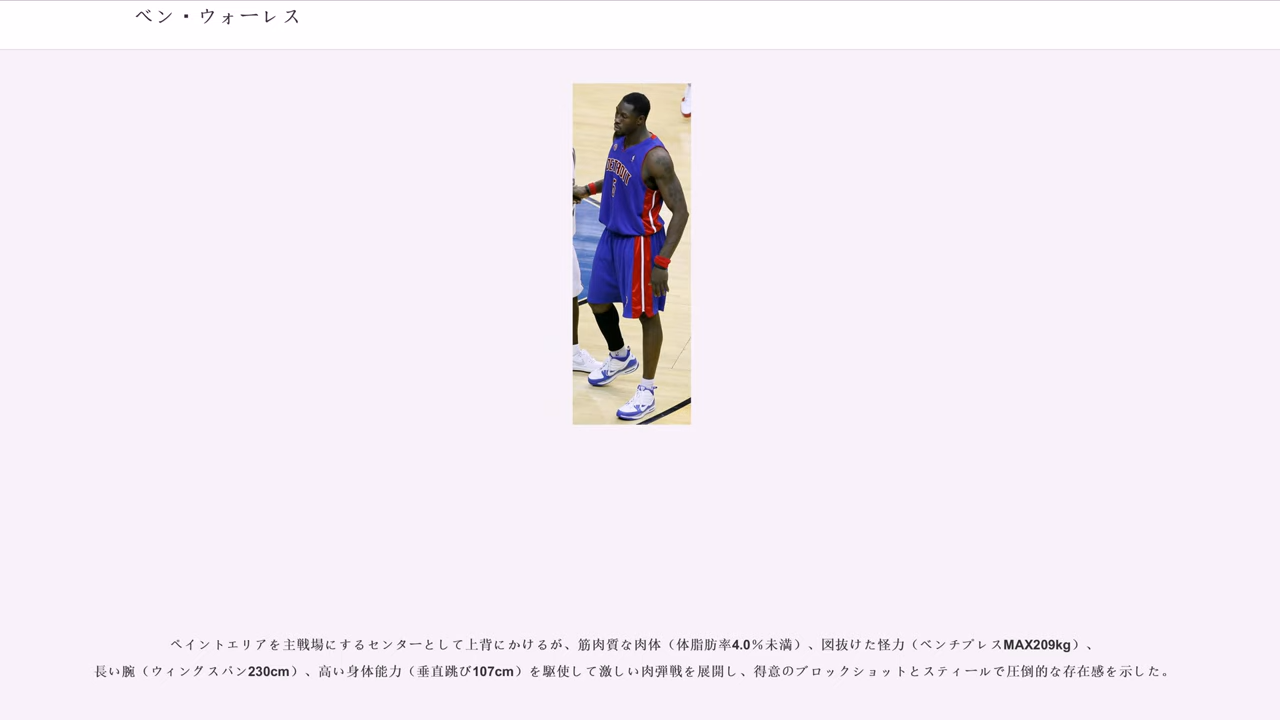 ベン・ウォーレス
DETROIT
ペイントエリアを主戦場にするセンターとして上背にかけるが、筋肉質な肉体（体脂肪率4.0％未満）、図抜けた怪力（ベンチプレスMAX209kg）、
長い腕（ウィングスパン230cm）、高い身体能力（垂直跳び107cm）を駆使して激しい肉弾戦を展開し、得意のブロックショットとスティールで圧倒的な存在感を示した。